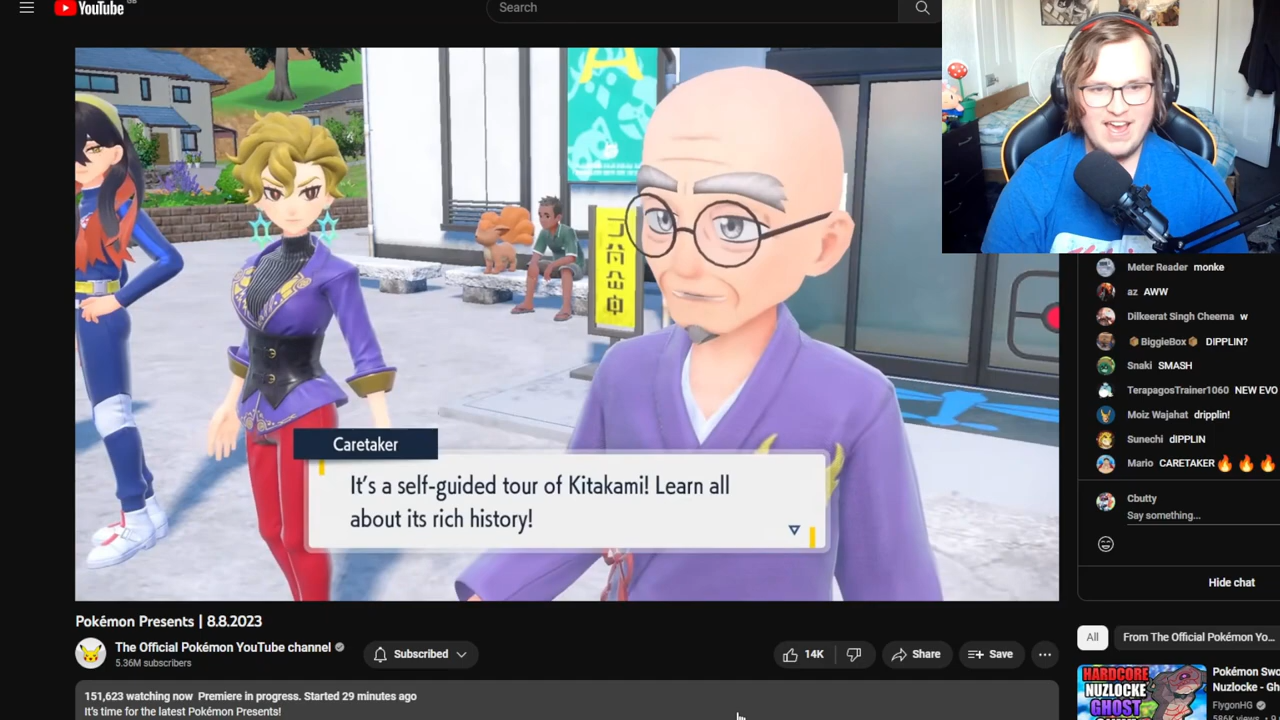 YouTube
GB
Search
Caretaker
It's a self-guided tour of Kitakami! Learn all
about its rich history!
Meter Reader monke
az AWW
Dilkeerat Singh Cheema w
BiggieBox DIPPLIN?
Snaki SMASH
TerapagosTrainer1060 NEW EVO
Moiz Wajahat dripplin!
Sunechi dIPPLIN
Mario CARETAKER🔥🔥🔥
Cbutty
Say something...
Hide chat
Pokémon Presents | 8.8.2023
The Official Pokémon YouTube channel
5.36M subscribers
Subscribed
14K
Share
Save
151,623 watching now Premiere in progress. Started 29 minutes ago
It's time for the latest Pokémon Presents!
All
From The Official Pokémon Yo...
HARDCORE
NUZLOCKE
GHOST
Pokémon Swo
Nuzlocke - Gh
FlygonHG